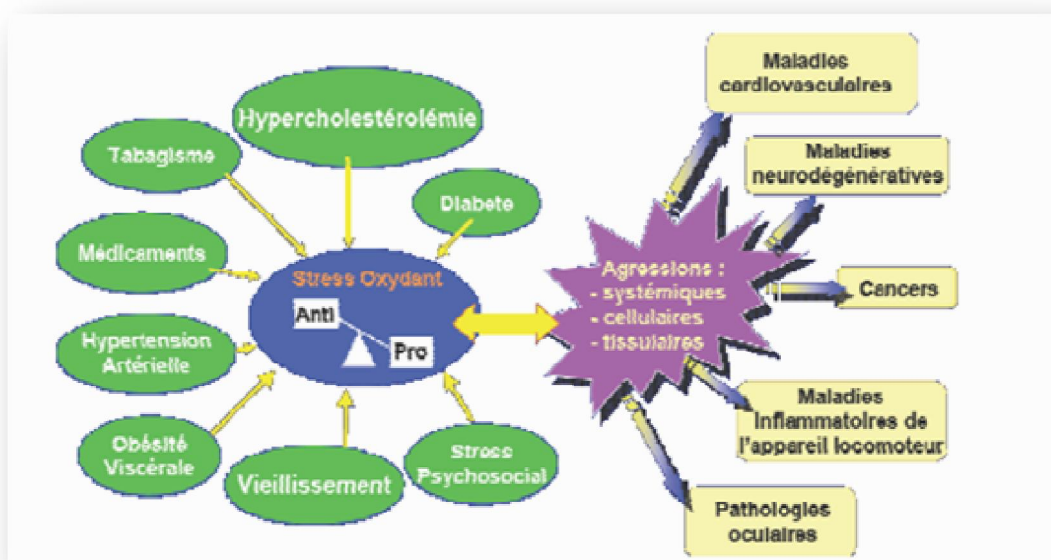 Hypercholestérolémie
Tabagisme
Diabete
Médicaments
Hypertension
Artérielle
Obésité
Viscérale
Vieillissement
Stress
Psychosocial
Stress Oxydant
Anti
Pro
Agressions :
- systémiques
- cellulaires
- tissulaires
Maladies
cardiovasculaires
Maladies
neurodégénératives
Cancers
Maladies
Inflammatoires de
l'appareil locomoteur
Pathologies
oculaires